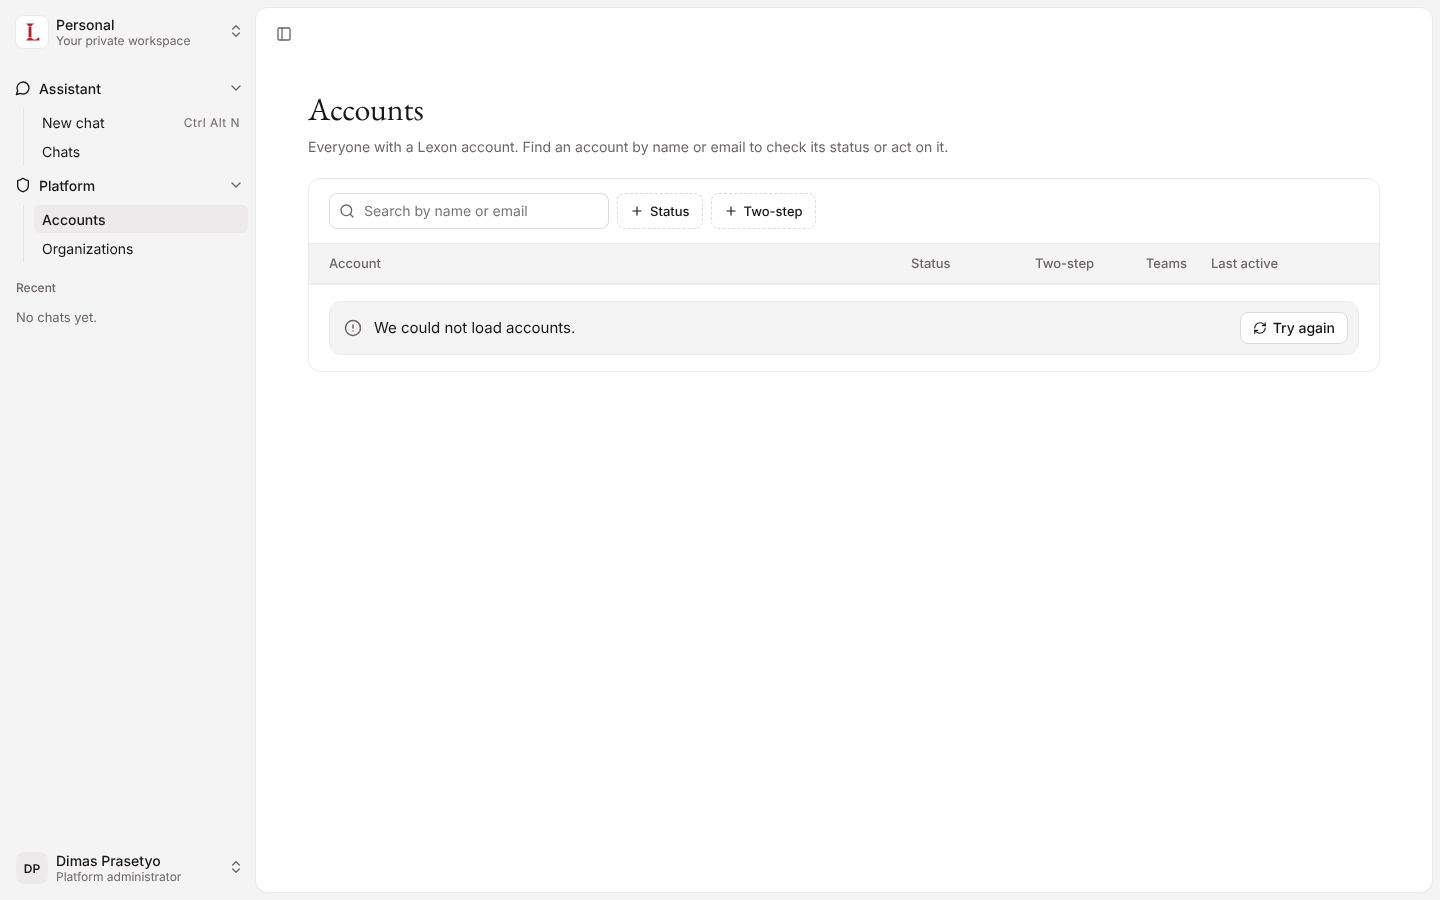 L
Personal
Your private workspace
Assistant
New chat Ctrl Alt N
Chats
Platform
Accounts
Organizations
Recent
No chats yet.
DP
Dimas Prasetyo
Platform administrator
Accounts
Everyone with a Lexon account. Find an account by name or email to check its status or act on it.
Search by name or email
Status
Two-step
Account Status Two-step Teams Last active
We could not load accounts.
Try again